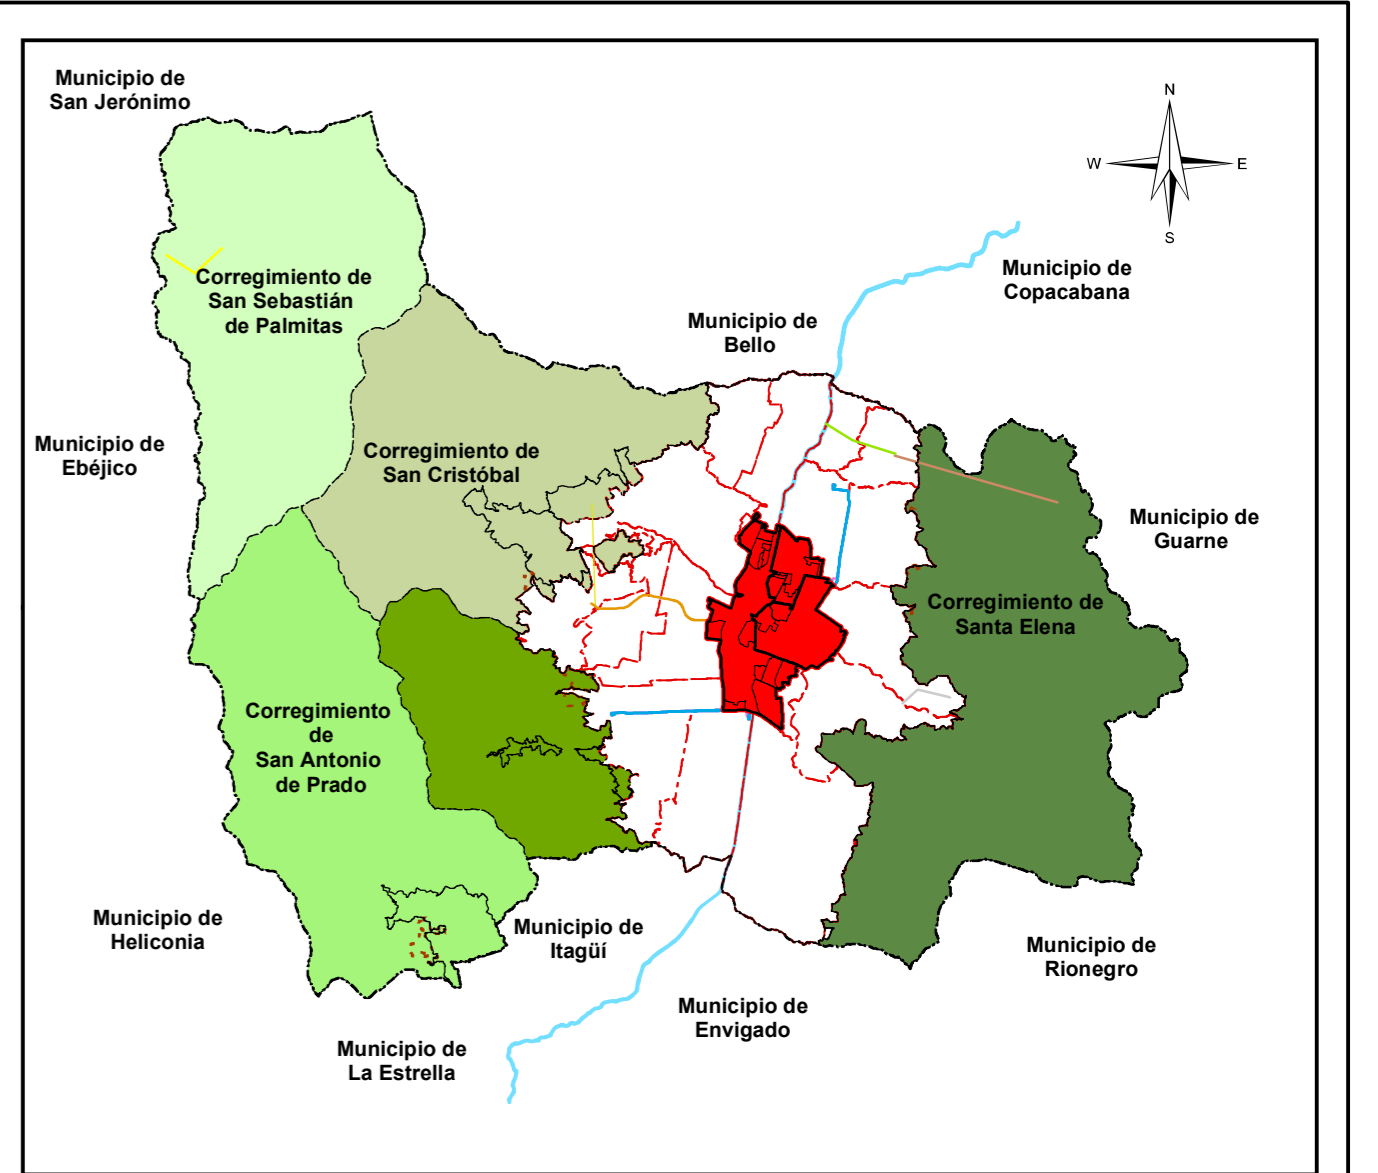 Municipio de
San Jerónimo
N
W
E
S
Corregimiento de
San Sebastián
de Palmitas
Municipio de
Copacabana
Municipio de
Bello
Municipio de
Ebéjico
Corregimiento de
San Cristóbal
Municipio de
Guarne
Corregimiento de
Santa Elena
Corregimiento
de
San Antonio
de Prado
Municipio de
Heliconia
Municipio de
Itagüí
Municipio de
Rionegro
Municipio de
Envigado
Municipio de
La Estrella